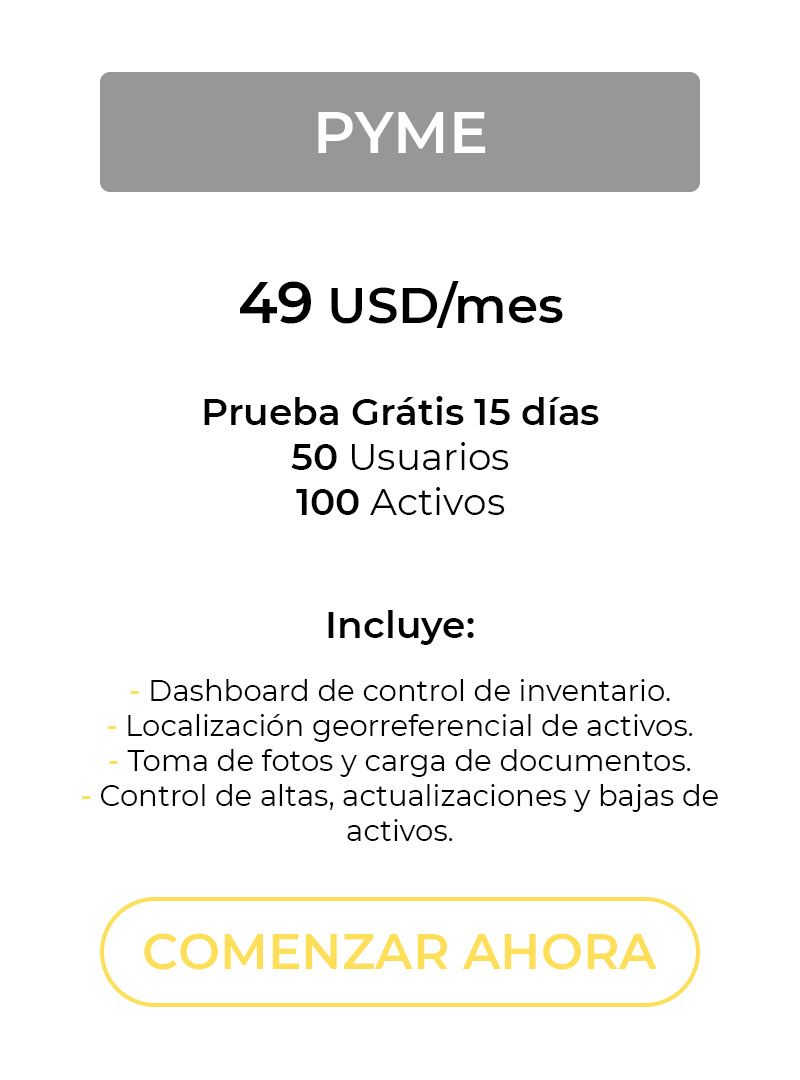 PYME
49 USD/mes
Prueba Grátis 15 días
50 Usuarios
100 Activos
Incluye:
- Dashboard de control de inventario.
- Localización georreferencial de activos.
- Toma de fotos y carga de documentos.
- Control de altas, actualizaciones y bajas de
activos.
COMENZAR AHORA